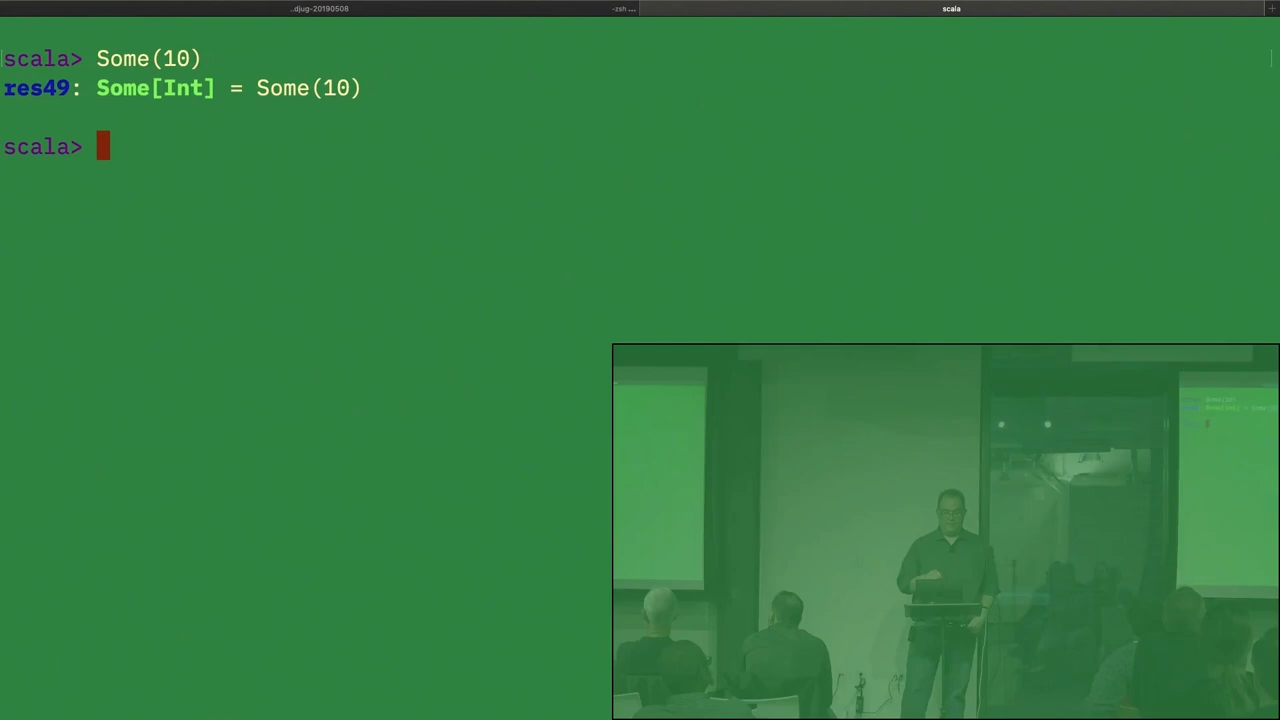 ..djug-20190508
-zsh ...
scala
scala> Some(10)
res49: Some[Int] = Some(10)
scala>